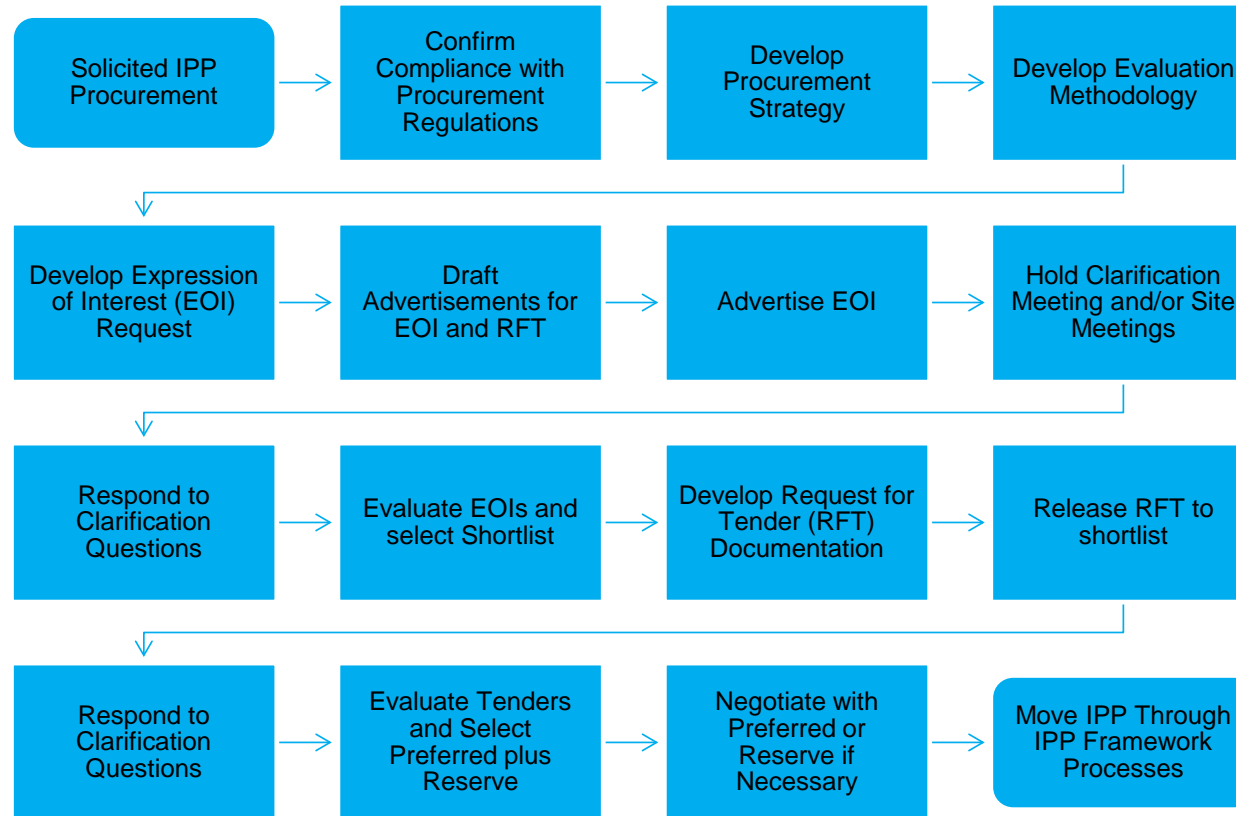 Solicited IPP
Procurement
Confirm
Compliance with
Procurement
Regulations
Develop
Procurement
Strategy
Develop Evaluation
Methodology
Develop Expression
of Interest (EOI)
Request
Draft
Advertisements for
EOI and RFT
Advertise EOI
Hold Clarification
Meeting and/or Site
Meetings
Respond to
Clarification
Questions
Evaluate EOIs and
select Shortlist
Develop Request for
Tender (RFT)
Documentation
Release RFT to
shortlist
Respond to
Clarification
Questions
Evaluate Tenders
and Select
Preferred plus
Reserve
Negotiate with
Preferred or
Reserve if
Necessary
Move IPP Through
IPP Framework
Processes